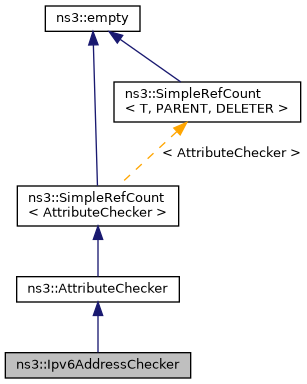 ns3::empty
ns3::SimpleRefCount
< T, PARENT, DELETER >
< AttributeChecker >
ns3::SimpleRefCount
< AttributeChecker >
ns3::AttributeChecker
ns3::Ipv6AddressChecker